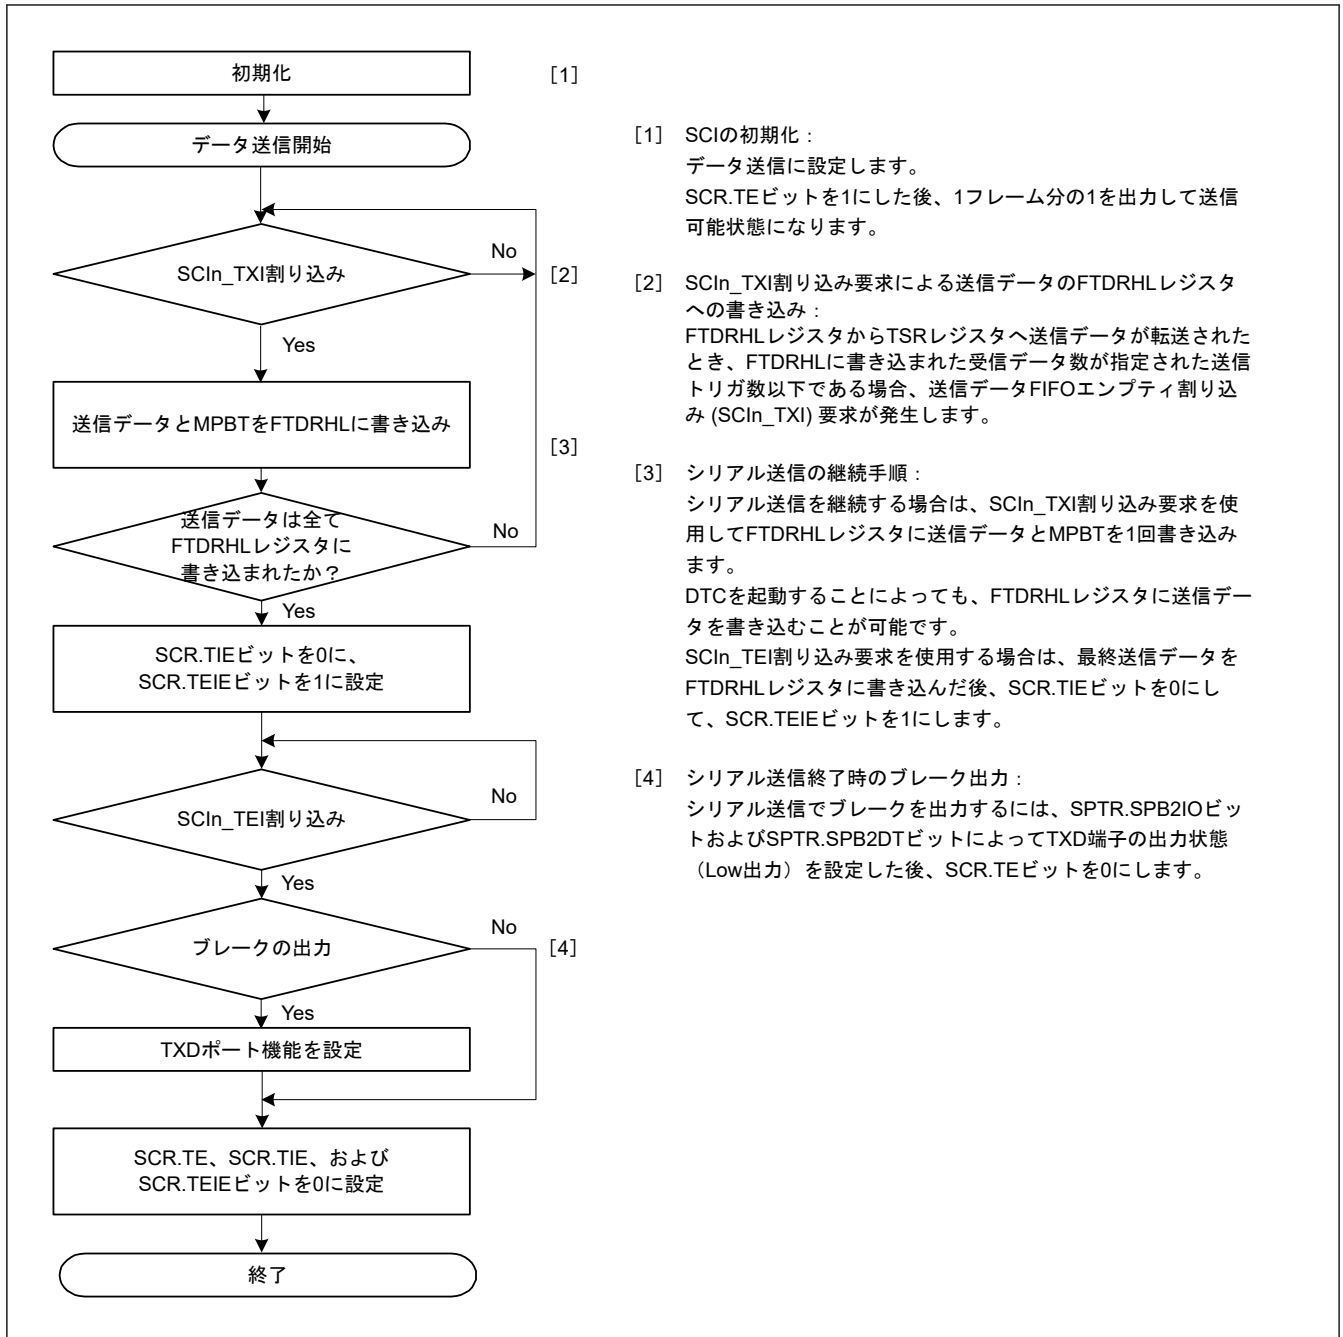 初期化
[1]
データ送信開始
SCIn_TXI割り込み
No
[2]
Yes
送信データとMPBTをFTDRHLに書き込み
[3]
送信データは全て
FTDRHLレジスタに
書き込まれたか？
No
Yes
SCR.TIEビットを0に、
SCR.TEIEビットを1に設定
SCIn_TEI割り込み
No
Yes
ブレークの出力
No
[4]
Yes
TXDポート機能を設定
SCR.TE、SCR.TIE、および
SCR.TEIEビットを0に設定
終了
[1] SCIの初期化：
データ送信に設定します。
SCR.TEビットを1にした後、1フレーム分の1を出力して送信
可能状態になります。
[2] SCIn_TXI割り込み要求による送信データのFTDRHLレジスタ
への書き込み：
FTDRHLレジスタからTSRレジスタへ送信データが転送された
とき、FTDRHLに書き込まれた受信データ数が指定された送信
トリガ数以下である場合、送信データFIFOエンプティ割り込
み (SCIn_TXI) 要求が発生します。
[3] シリアル送信の継続手順：
シリアル送信を継続する場合は、SCIn_TXI割り込み要求を使
用してFTDRHLレジスタに送信データとMPBTを1回書き込み
ます。
DTCを起動することによっても、FTDRHLレジスタに送信デー
タを書き込むことが可能です。
SCIn_TEI割り込み要求を使用する場合は、最終送信データを
FTDRHLレジスタに書き込んだ後、SCR.TIEビットを0にし
て、SCR.TEIEビットを1にします。
[4] シリアル送信終了時のブレーク出力：
シリアル送信でブレークを出力するには、SPTR.SPB2IOビッ
トおよびSPTR.SPB2DTビットによってTXD端子の出力状態
（Low出力）を設定した後、SCR.TEビットを0にします。